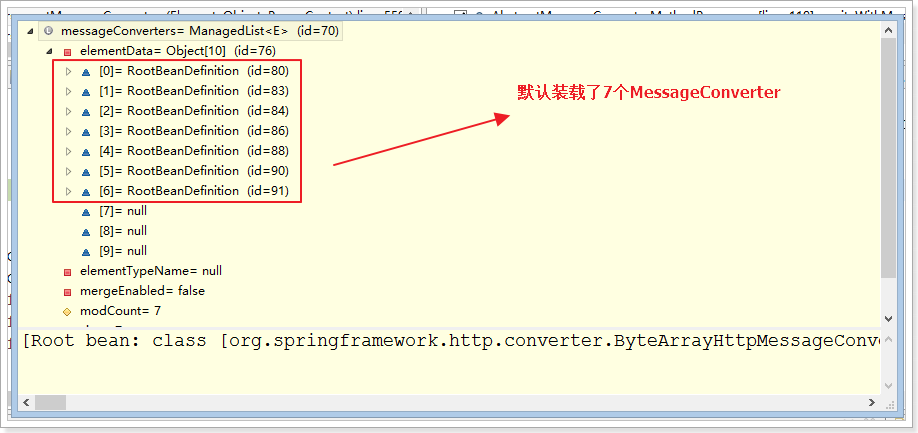 messageConverters= ManagedList<E> (id=70)
elementData= Object[10] (id=76)
[0]= RootBeanDefinition (id=80)
[1]= RootBeanDefinition (id=83)
默认装载了7个MessageConverter
[2]= RootBeanDefinition (id=84)
[3]= RootBeanDefinition (id=86)
[4]= RootBeanDefinition (id=88)
[5]= RootBeanDefinition (id=90)
[6]= RootBeanDefinition (id=91)
[7]= null
[8]= null
[9]= null
elementTypeName= null
mergeEnabled= false
modCount= 7
[Root bean: class [org.springframework.http.converter.ByteArrayHttpMessageConve